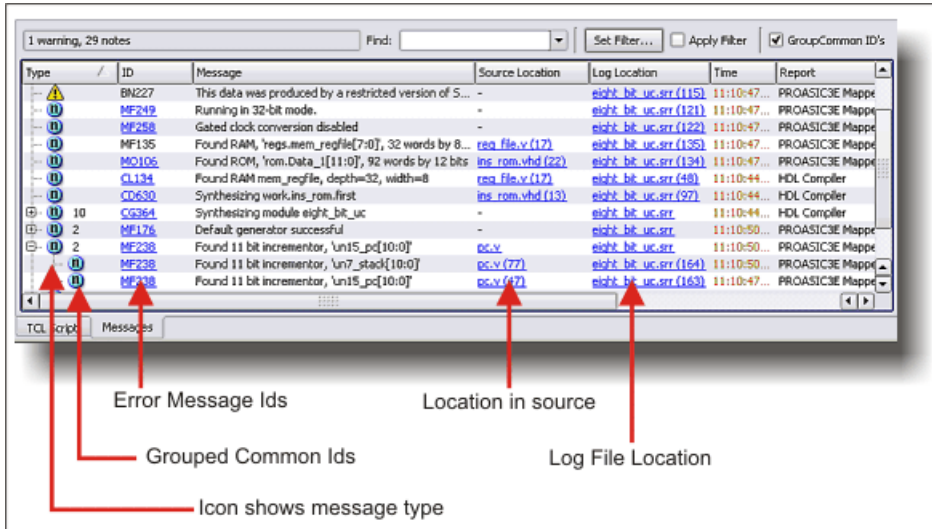 1 warning, 29 notes Find: Set Filter... Apply Filter GroupCommon ID's
Type ID Message Source Location Log Location Time Report
BN227 This data was produced by a restricted version of S... - eight_bit_uc.srr (115) 11:10:47... PROASIC3E Mappe
MF249 Running in 32-bit mode. - eight_bit_uc.srr (121) 11:10:47... PROASIC3E Mappe
MF258 Gated clock conversion disabled - eight_bit_uc.srr (122) 11:10:47... PROASIC3E Mappe
MF135 Found RAM, 'regs.mem_regfile[7:0]', 32 words by 8... reg_file.v (17) eight_bit_uc.srr (135) 11:10:47... PROASIC3E Mappe
MO106 Found ROM, 'rom.Data_1[11:0]', 92 words by 12 bits ins_rom.vhd (22) eight_bit_uc.srr (134) 11:10:47... PROASIC3E Mappe
CL134 Found RAM mem_regfile, depth=32, width=8 reg_file.v (17) eight_bit_uc.srr (48) 11:10:44... HDL Compiler
CD630 Synthesizing work.ins_rom.first ins_rom.vhd (13) eight_bit_uc.srr (97) 11:10:44... HDL Compiler
10 CG364 Synthesizing module eight_bit_uc - eight_bit_uc.srr 11:10:44... HDL Compiler
2 MF176 Default generator successful - eight_bit_uc.srr 11:10:50... PROASIC3E Mappe
2 MF238 Found 11 bit incrementor, 'un15_pc[10:0]' pc.v eight_bit_uc.srr 11:10:50... PROASIC3E Mappe
MF238 Found 11 bit incrementor, 'un7_stack[10:0]' pc.v (77) eight_bit_uc.srr (164) 11:10:50... PROASIC3E Mappe
MF238 Found 11 bit incrementor, 'un15_pc[10:0]' pc.v (47) eight_bit_uc.srr (163) 11:10:50... PROASIC3E Mappe
TCL Script Messages
Error Message Ids Location in source
Grouped Common Ids Log File Location
Icon shows message type